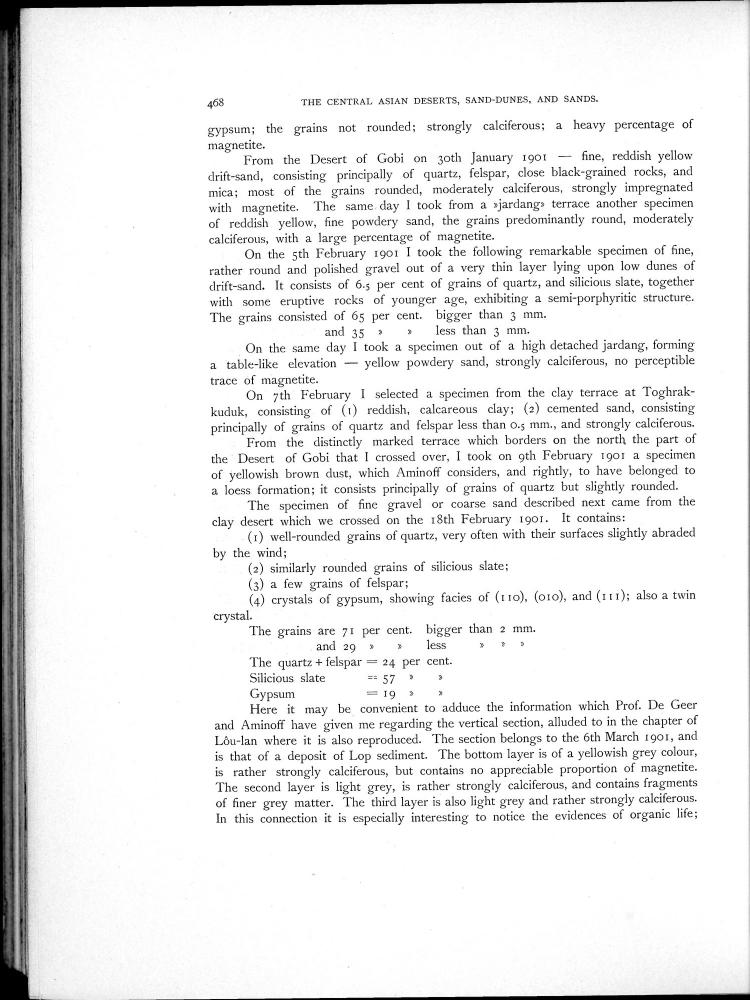 468 THE CENTRAL ASIAN DESERTS, SAND-DUNES, AND SANDS.
gypsum; the grains not rounded; strongly calciferous; a heavy percentage of
magnetite.
From the Desert of Gobi on 30th January 1901 — fine, reddish yellow
drift-sand, consisting principally of quartz, felspar, close black-grained rocks, and
mica; most of the grains rounded, moderately calciferous, strongly impregnated
with magnetite. The same day I took from a »jardang» terrace another specimen
of reddish yellow, fine powdery sand, the grains predominantly round, moderately
calciferous, with a large percentage of magnetite.
On the 5th February 1901 I took the following remarkable specimen of fine,
rather round and polished gravel out of a very thin layer lying upon low dunes of
drift-sand. It consists of 6.5 per cent of grains of quartz, and silicious slate, together
with some eruptive rocks of younger age, exhibiting a semi-porphyritic structure.
The grains consisted of 65 per cent. bigger than 3 mm.
and 35 » » less than 3 mm.
On the same day I took a specimen out of a high detached jardang, forming
a table-like elevation — yellow powdery sand, strongly calciferous, no perceptible
trace of magnetite.
On 7th February I selected a specimen from the clay terrace at Toghrak-
kuduk, consisting of (1) reddish, calcareous clay; (2) cemented sand, consisting
principally of grains of quartz and felspar less than 0.5 mm., and strongly calciferous.
From the distinctly marked terrace which borders on the north the part of
the Desert of Gobi that I crossed over, I took on 9th February 1901 a specimen
of yellowish brown dust, which Aminoff considers, and rightly, to have belonged to
a loess formation; it consists principally of grains of quartz but slightly rounded.
The specimen of fine gravel or coarse sand described next came from the
clay desert which we crossed on the 18th February 1901. It contains:
(1) well-rounded grains of quartz, very often with their surfaces slightly abraded
by the wind;
(2) similarly rounded grains of silicious slate;
(3) a few grains of felspar;
(4) crystals of gypsum, showing facies of (110), (010), and (111); also a twin
crystal.
The grains are 71 per cent. bigger than 2 mm.
and 29 » » less » » »
The quartz + felspar = 24 per cent.
Silicious slate = 57 » »
Gypsum = 19 » »
Here it may be convenient to adduce the information which Prof. De Geer
and Aminoff have given me regarding the vertical section, alluded to in the chapter of
Lôu-lan where it is also reproduced. The section belongs to the 6th March 1901, and
is that of a deposit of Lop sediment. The bottom layer is of a yellowish grey colour,
is rather strongly calciferous, but contains no appreciable proportion of magnetite.
The second layer is light grey, is rather strongly calciferous, and contains fragments
of finer grey matter. The third layer is also light grey and rather strongly calciferous.
In this connection it is especially interesting to notice the evidences of organic life;